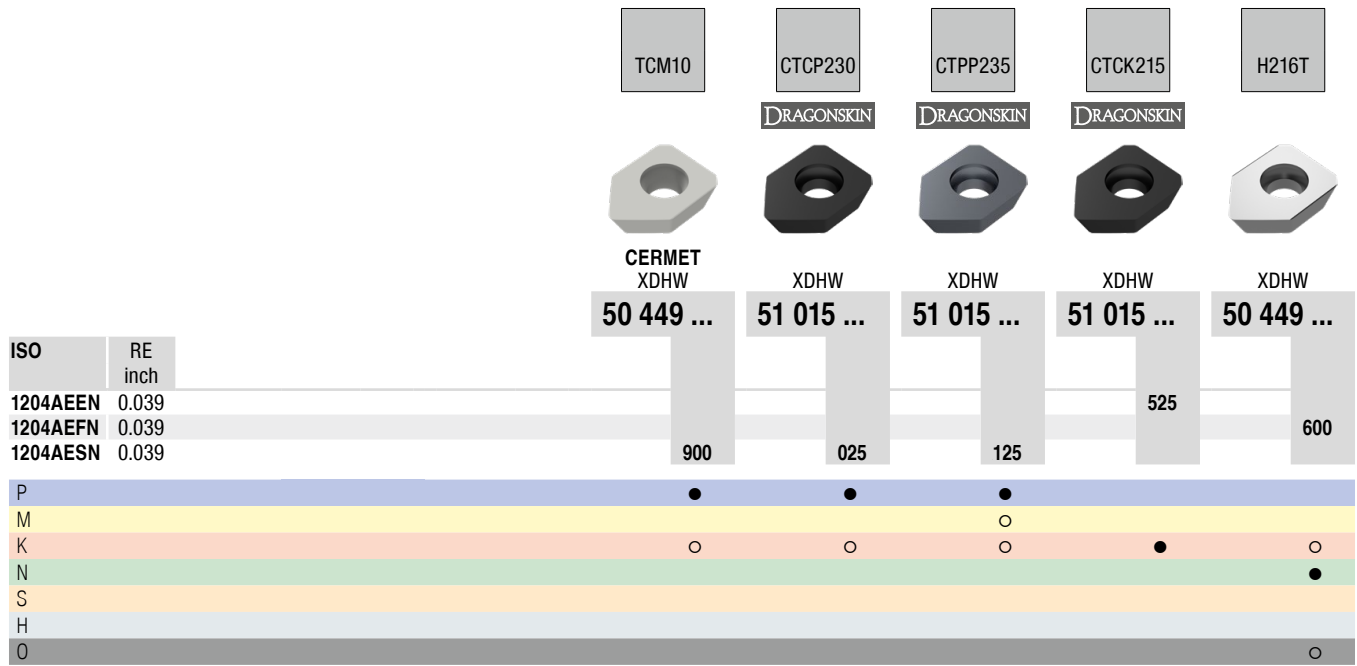 TCM10 CTCP230 CTPP235 CTCK215 H216T
DRAGONSKIN DRAGONSKIN DRAGONSKIN
CERMET
XDHW XDHW XDHW XDHW XDHW
50 449 ... 51 015 ... 51 015 ... 51 015 ... 50 449 ...
ISO RE
inch
1204AEEN 0.039 525
1204AEFN 0.039 600
1204AESN 0.039 900 025 125
P ● ● ●
M ○
K ○ ○ ○ ● ○
N ●
S
H
O ○